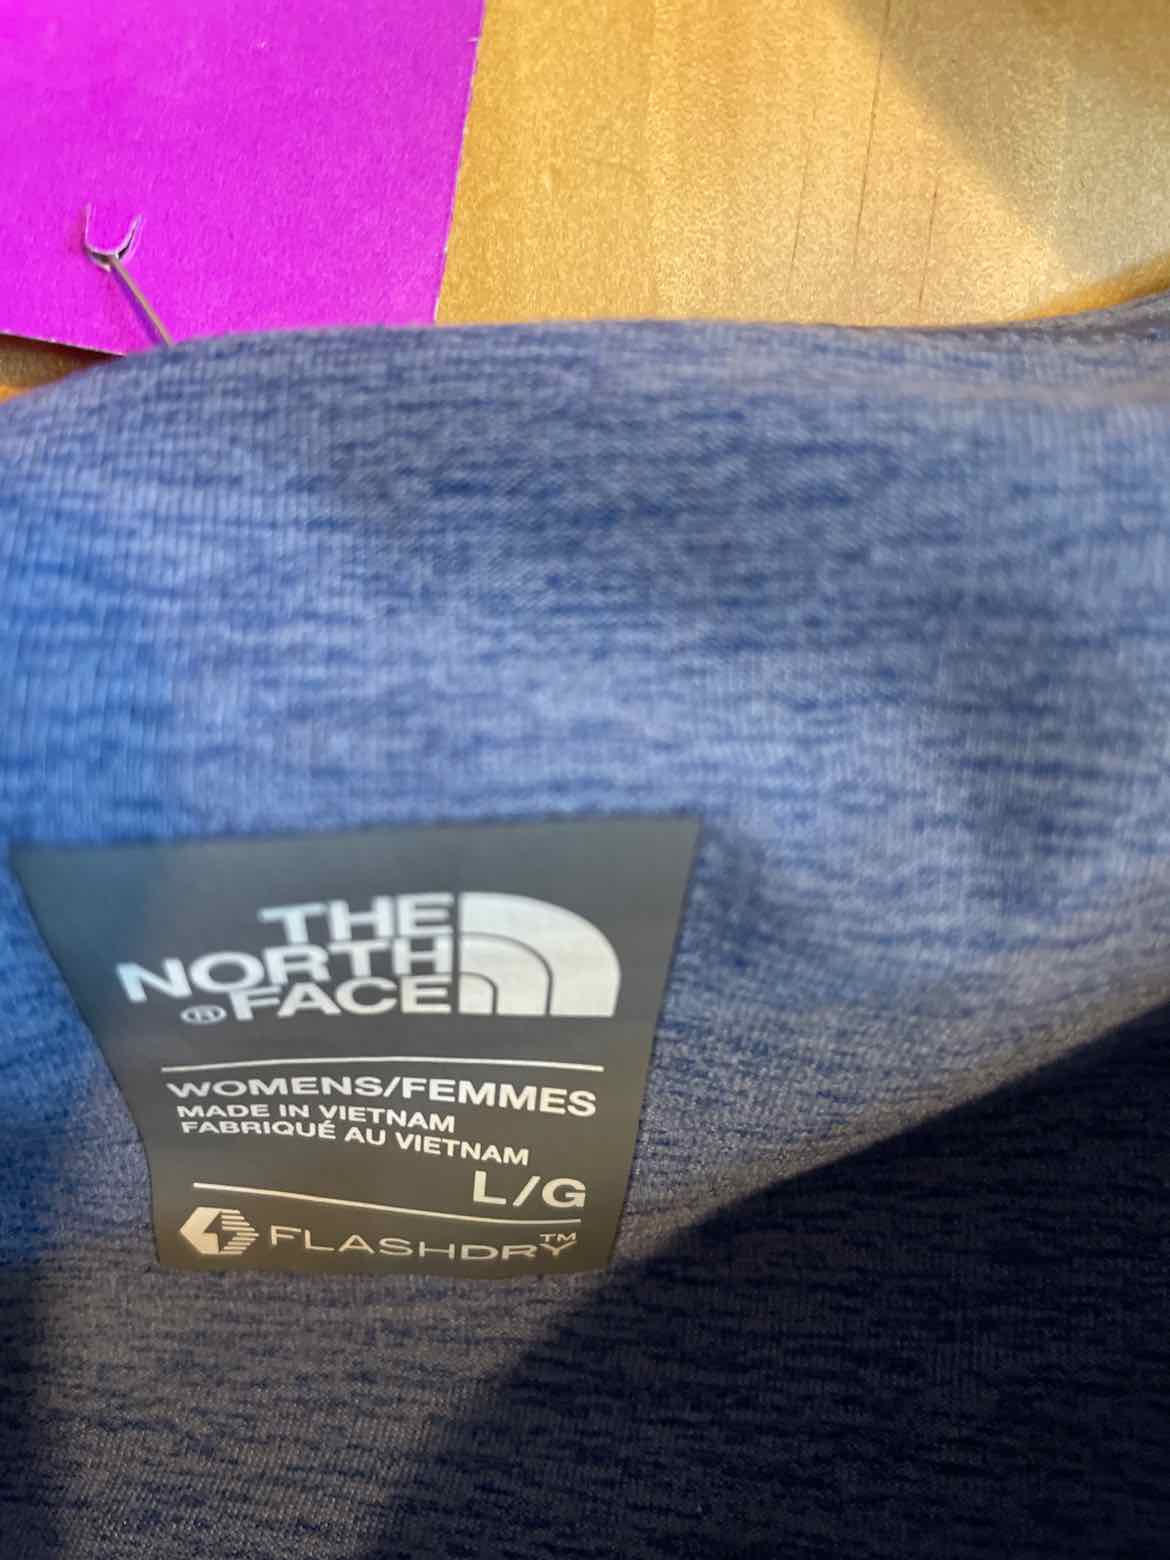 THE
NORTH
® FACE
WOMENS/FEMMES
MADE IN VIETNAM
FABRIQUÉ AU VIETNAM
L/G
FLASHDRY™